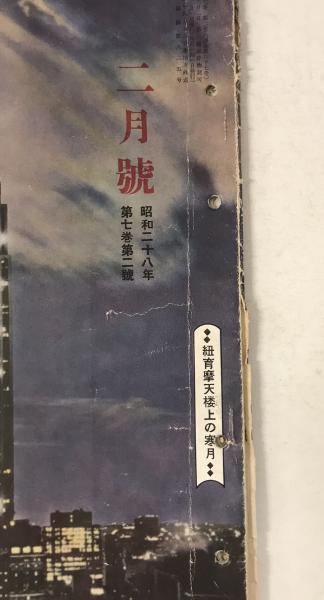 二月號
昭和二十八年
第七巻第二號
◆◆紐育摩天楼上の寒月◆◆